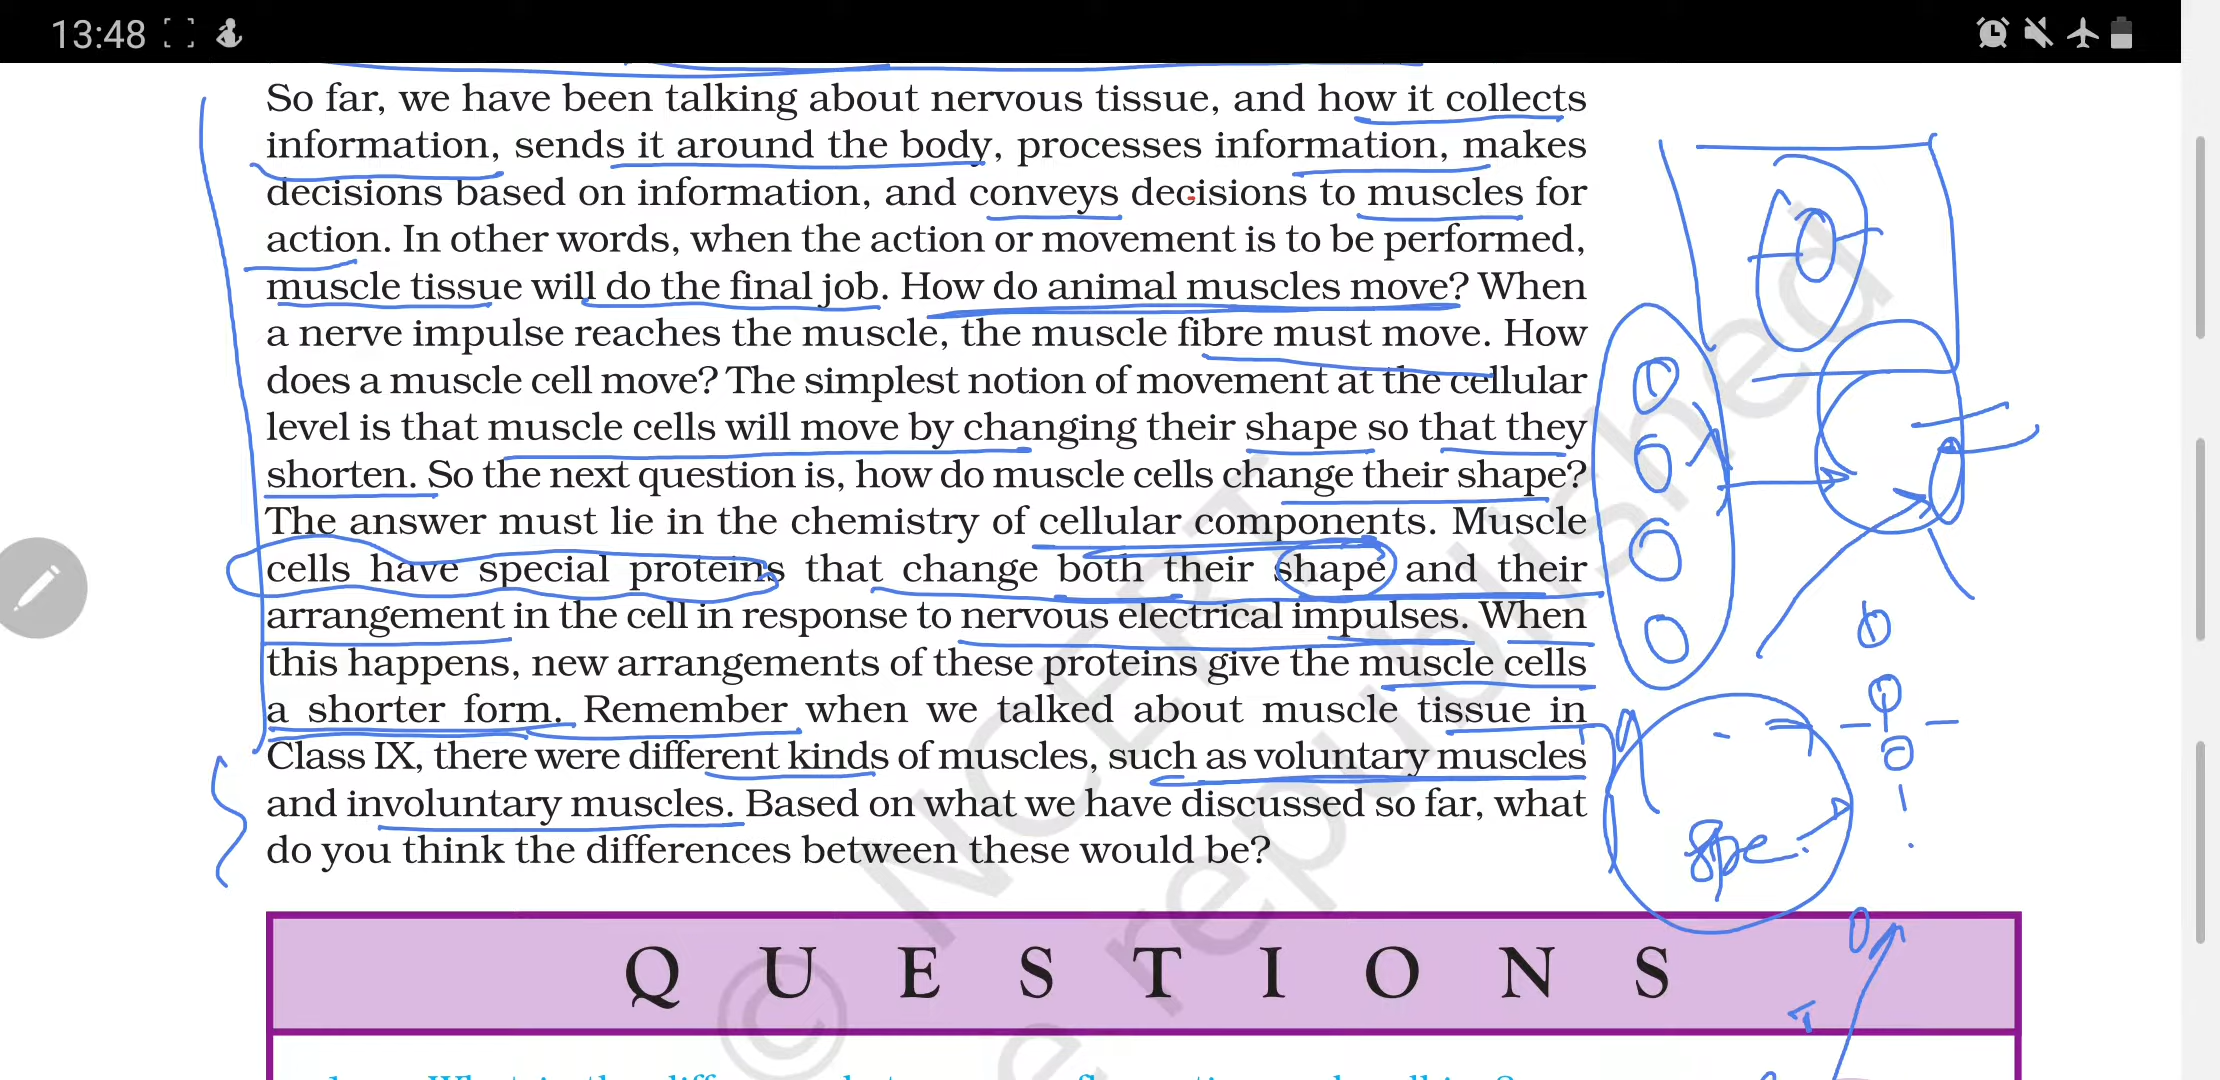 13:48
So far, we have been talking about nervous tissue, and how it collects
information, sends it around the body, processes information, makes
decisions based on information, and conveys decisions to muscles for
action. In other words, when the action or movement is to be performed,
muscle tissue will do the final job. How do animal muscles move? When
a nerve impulse reaches the muscle, the muscle fibre must move. How
does a muscle cell move? The simplest notion of movement at the cellular
level is that muscle cells will move by changing their shape so that they
shorten. So the next question is, how do muscle cells change their shape?
The answer must lie in the chemistry of cellular components. Muscle
cells have special proteins that change both their shape and their
arrangement in the cell in response to nervous electrical impulses. When
this happens, new arrangements of these proteins give the muscle cells
a shorter form. Remember when we talked about muscle tissue in
Class IX, there were different kinds of muscles, such as voluntary muscles
and involuntary muscles. Based on what we have discussed so far, what
do you think the differences between these would be?
spe
© NCERT
republished
QUESTIONS